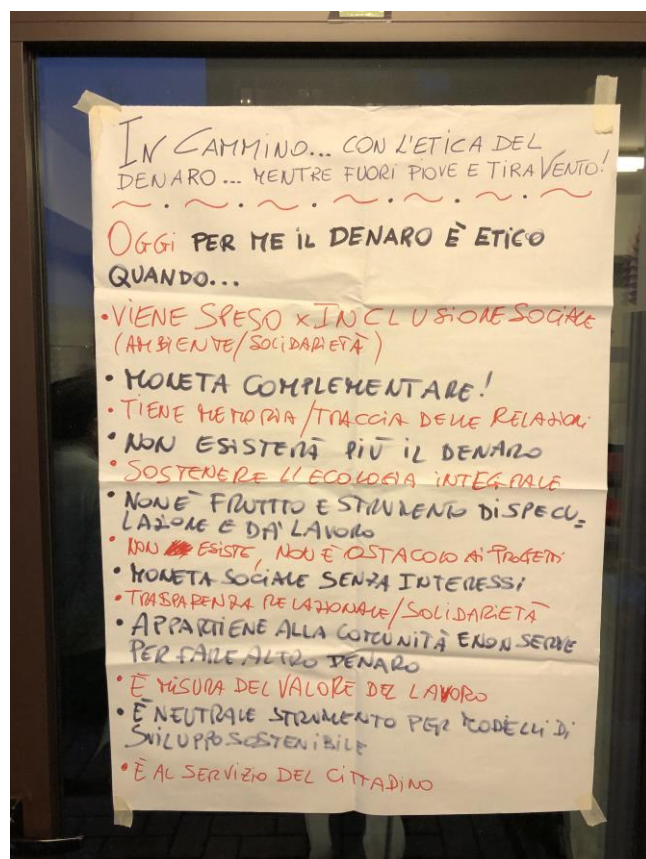 IN CAMMINO... CON L'ETICA DEL
DENARO... MENTRE FUORI PIOVE E TIRA VENTO!
OGGI PER ME IL DENARO È ETICO
QUANDO...
• VIENE SPESO x INCLUSIONE SOCIALE
(AMBIENTE/SOLIDARIETÀ)
• MONETA COMPLEMENTARE!
• TIENE MEMORIA/TRACCIA DELLE RELAZIONI
• NON ESISTERÀ PIÙ IL DENARO
• SOSTENERE L'ECOLOGIA INTEGRALE
• NON È FRUTTO E STRUMENTO DI SPECU=
LAZIONE E DA' LAVORO
• NON ESISTE, NON È OSTACOLO AI PROGETTI
• MONETA SOCIALE SENZA INTERESSI
• TRASPARENZA RELAZIONALE/SOLIDARIETÀ
• APPARTIENE ALLA COMUNITÀ E NON SERVE
PER FARE ALTRO DENARO
• È MISURA DEL VALORE DEL LAVORO
• È NEUTRALE STRUMENTO PER MODELLI DI
SVILUPPO SOSTENIBILE
• È AL SERVIZIO DEL CITTADINO